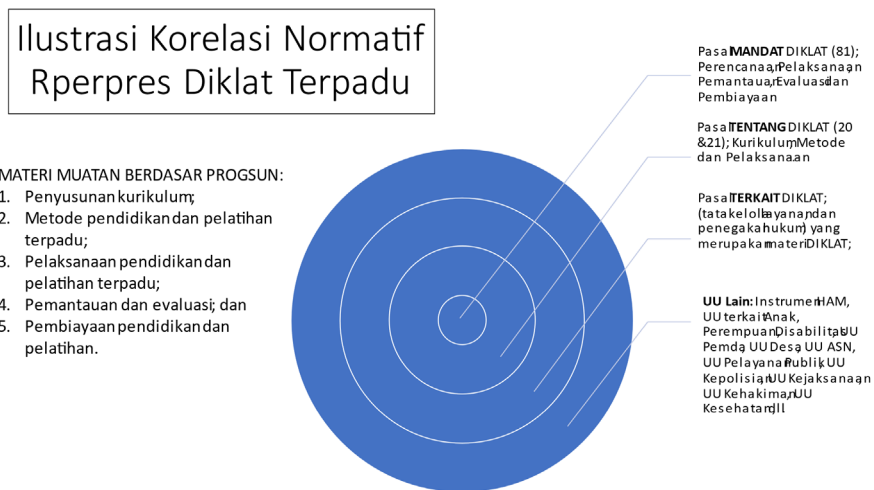 Ilustrasi Korelasi Normatif
Rperpres Diklat Terpadu
MATERI MUATAN BERDASAR PROGSUN:
1. Penyusunan kurikulum;
2. Metode pendidikan dan pelatihan
terpadu;
3. Pelaksanaan pendidikan dan
pelatihan terpadu;
4. Pemantauan dan evaluasi; dan
5. Pembiayaan pendidikan dan
pelatihan.
Pasal MANDAT DIKLAT (81);
Perencanaan, Pelaksanaan,
Pemantauan, Evaluasi dan
Pembiayaan
Pasal TENTANG DIKLAT (20
&21); Kurikulum, Metode
dan Pelaksanaan.
Pasal TERKAIT DIKLAT;
(tata kelola layanan, dan
penegakan hukum) yang
merupakan materi DIKLAT;
UU Lain: Instrumen HAM,
UU terkait Anak,
Perempuan, Disabilitas, UU
Pemda, UU Desa, UU ASN,
UU Pelayanan Publik, UU
Kepolisian, UU Kejaksanaan,
UU Kehakiman, UU
Kesehatan, dll.